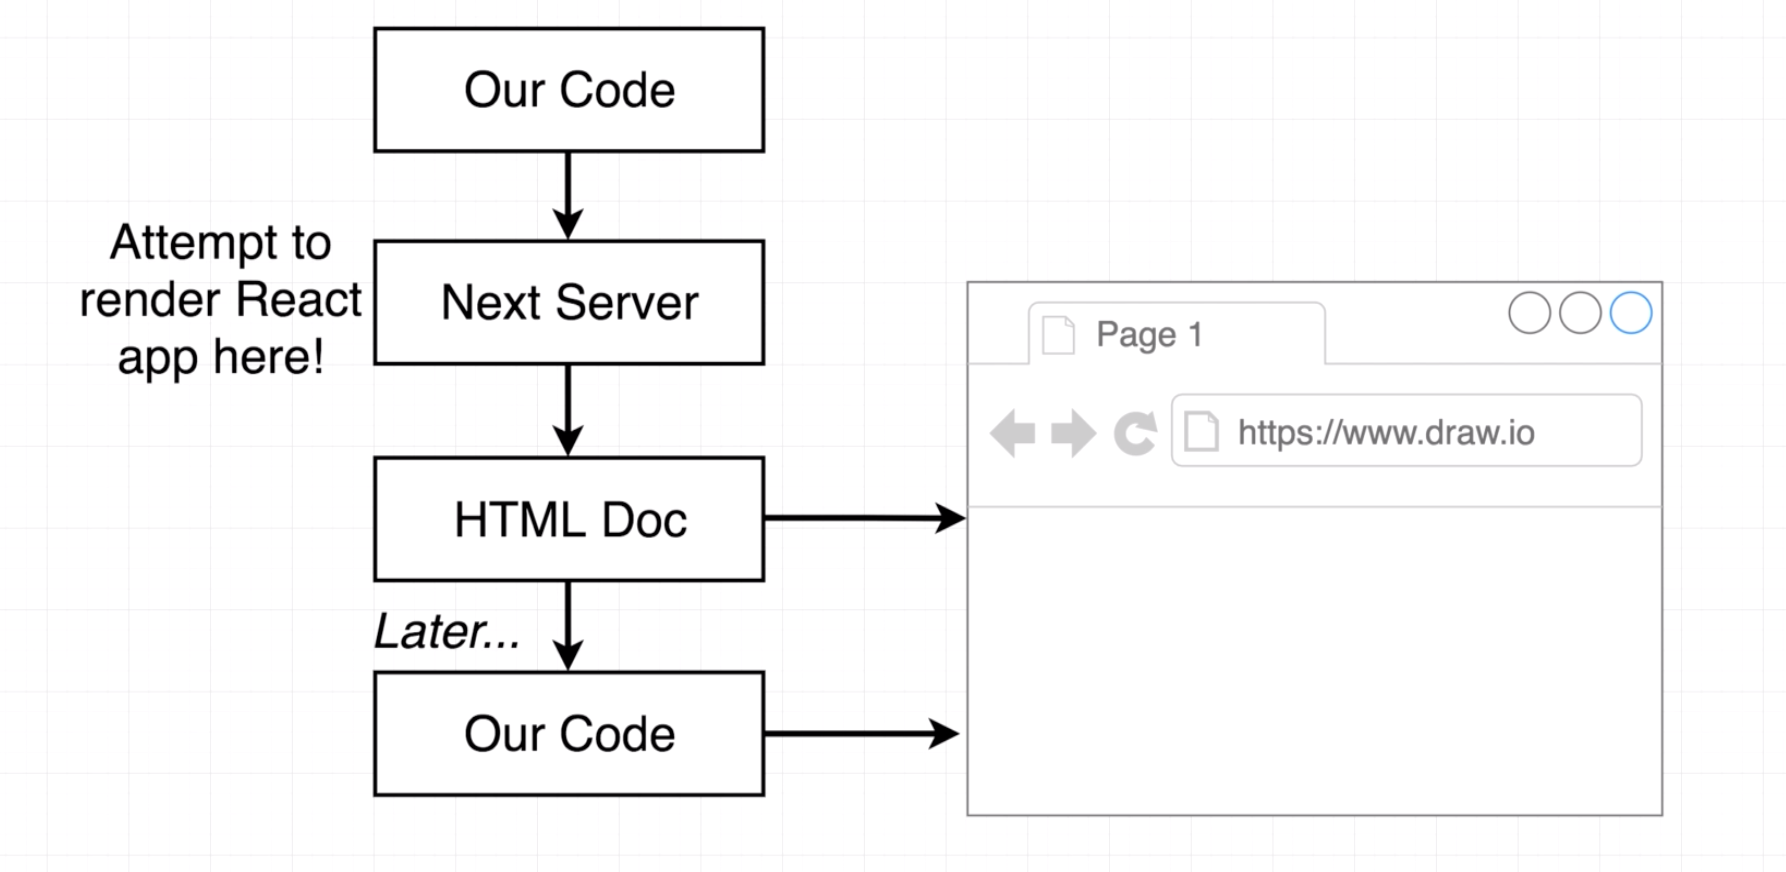 Our Code
Attempt to
render React
app here!
Next Server
Page 1
https://www.draw.io
HTML Doc
Later...
Our Code